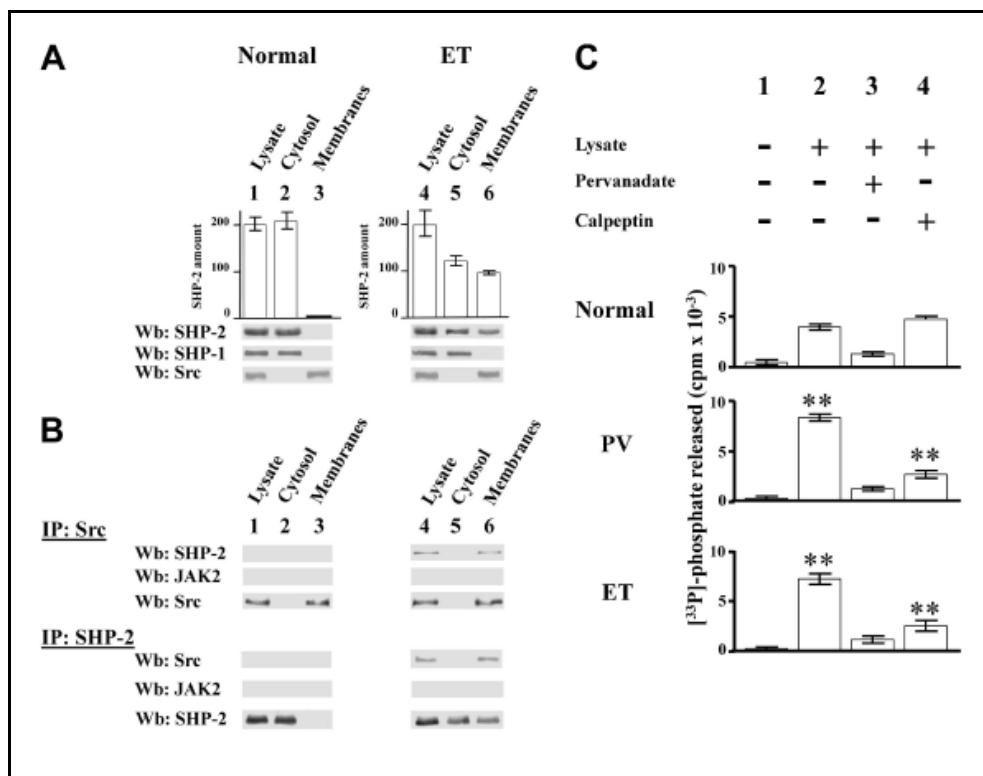 A
Normal
ET
Lysate Cytosol Membranes
Lysate Cytosol Membranes
1 2 3
4 5 6
SHP-2 amount
200
100
0
SHP-2 amount
200
100
0
Wb: SHP-2
Wb: SHP-1
Wb: Src
B
Lysate Cytosol Membranes
Lysate Cytosol Membranes
1 2 3
4 5 6
IP: Src
Wb: SHP-2
Wb: JAK2
Wb: Src
IP: SHP-2
Wb: Src
Wb: JAK2
Wb: SHP-2
C
1 2 3 4
Lysate - + + +
Pervanadate - - + -
Calpeptin - - - +
[³³P]-phosphate released (cpm x 10⁻³)
Normal
10
5
0
PV
10
5
0
** **
ET
10
5
0
** **